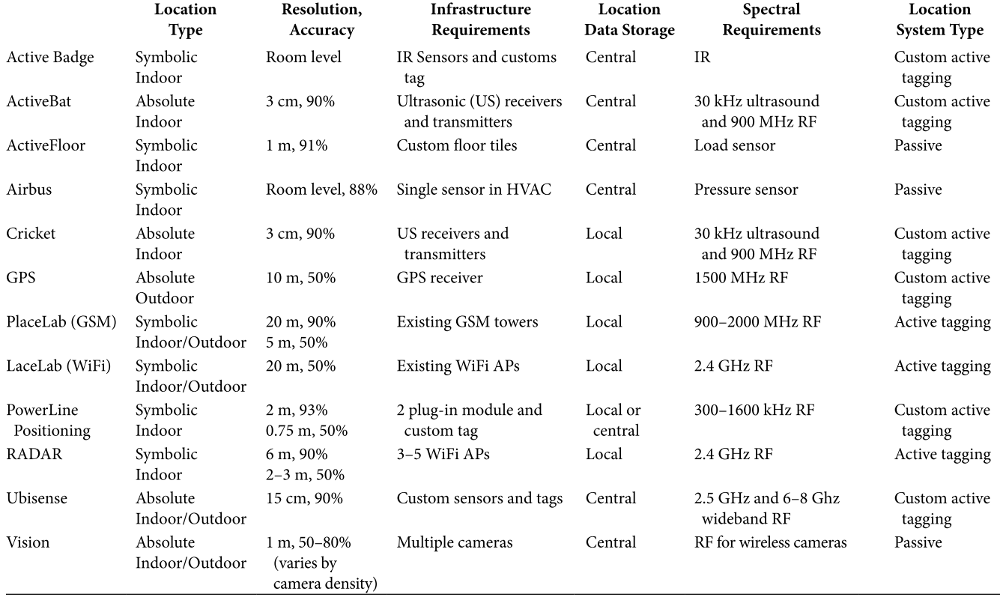 Location Resolution, Infrastructure Location Spectral Location
Type Accuracy Requirements Data Storage Requirements System Type
Active Badge Symbolic Room level IR Sensors and customs Central IR Custom active
Indoor tag tagging
ActiveBat Absolute 3 cm, 90% Ultrasonic (US) receivers Central 30 kHz ultrasound Custom active
Indoor and transmitters and 900 MHz RF tagging
ActiveFloor Symbolic 1 m, 91% Custom floor tiles Central Load sensor Passive
Indoor
Airbus Symbolic Room level, 88% Single sensor in HVAC Central Pressure sensor Passive
Indoor
Cricket Absolute 3 cm, 90% US receivers and Local 30 kHz ultrasound Custom active
Indoor transmitters and 900 MHz RF tagging
GPS Absolute 10 m, 50% GPS receiver Local 1500 MHz RF Custom active
Outdoor tagging
PlaceLab (GSM) Symbolic 20 m, 90% Existing GSM towers Local 900–2000 MHz RF Active tagging
Indoor/Outdoor 5 m, 50%
LaceLab (WiFi) Symbolic 20 m, 50% Existing WiFi APs Local 2.4 GHz RF Active tagging
Indoor/Outdoor
PowerLine Symbolic 2 m, 93% 2 plug-in module and Local or 300–1600 kHz RF Custom active
Positioning Indoor 0.75 m, 50% custom tag central tagging
RADAR Symbolic 6 m, 90% 3–5 WiFi APs Local 2.4 GHz RF Active tagging
Indoor 2–3 m, 50%
Ubisense Absolute 15 cm, 90% Custom sensors and tags Central 2.5 GHz and 6–8 Ghz Custom active
Indoor/Outdoor wideband RF tagging
Vision Absolute 1 m, 50–80% Multiple cameras Central RF for wireless cameras Passive
Indoor/Outdoor (varies by
camera density)